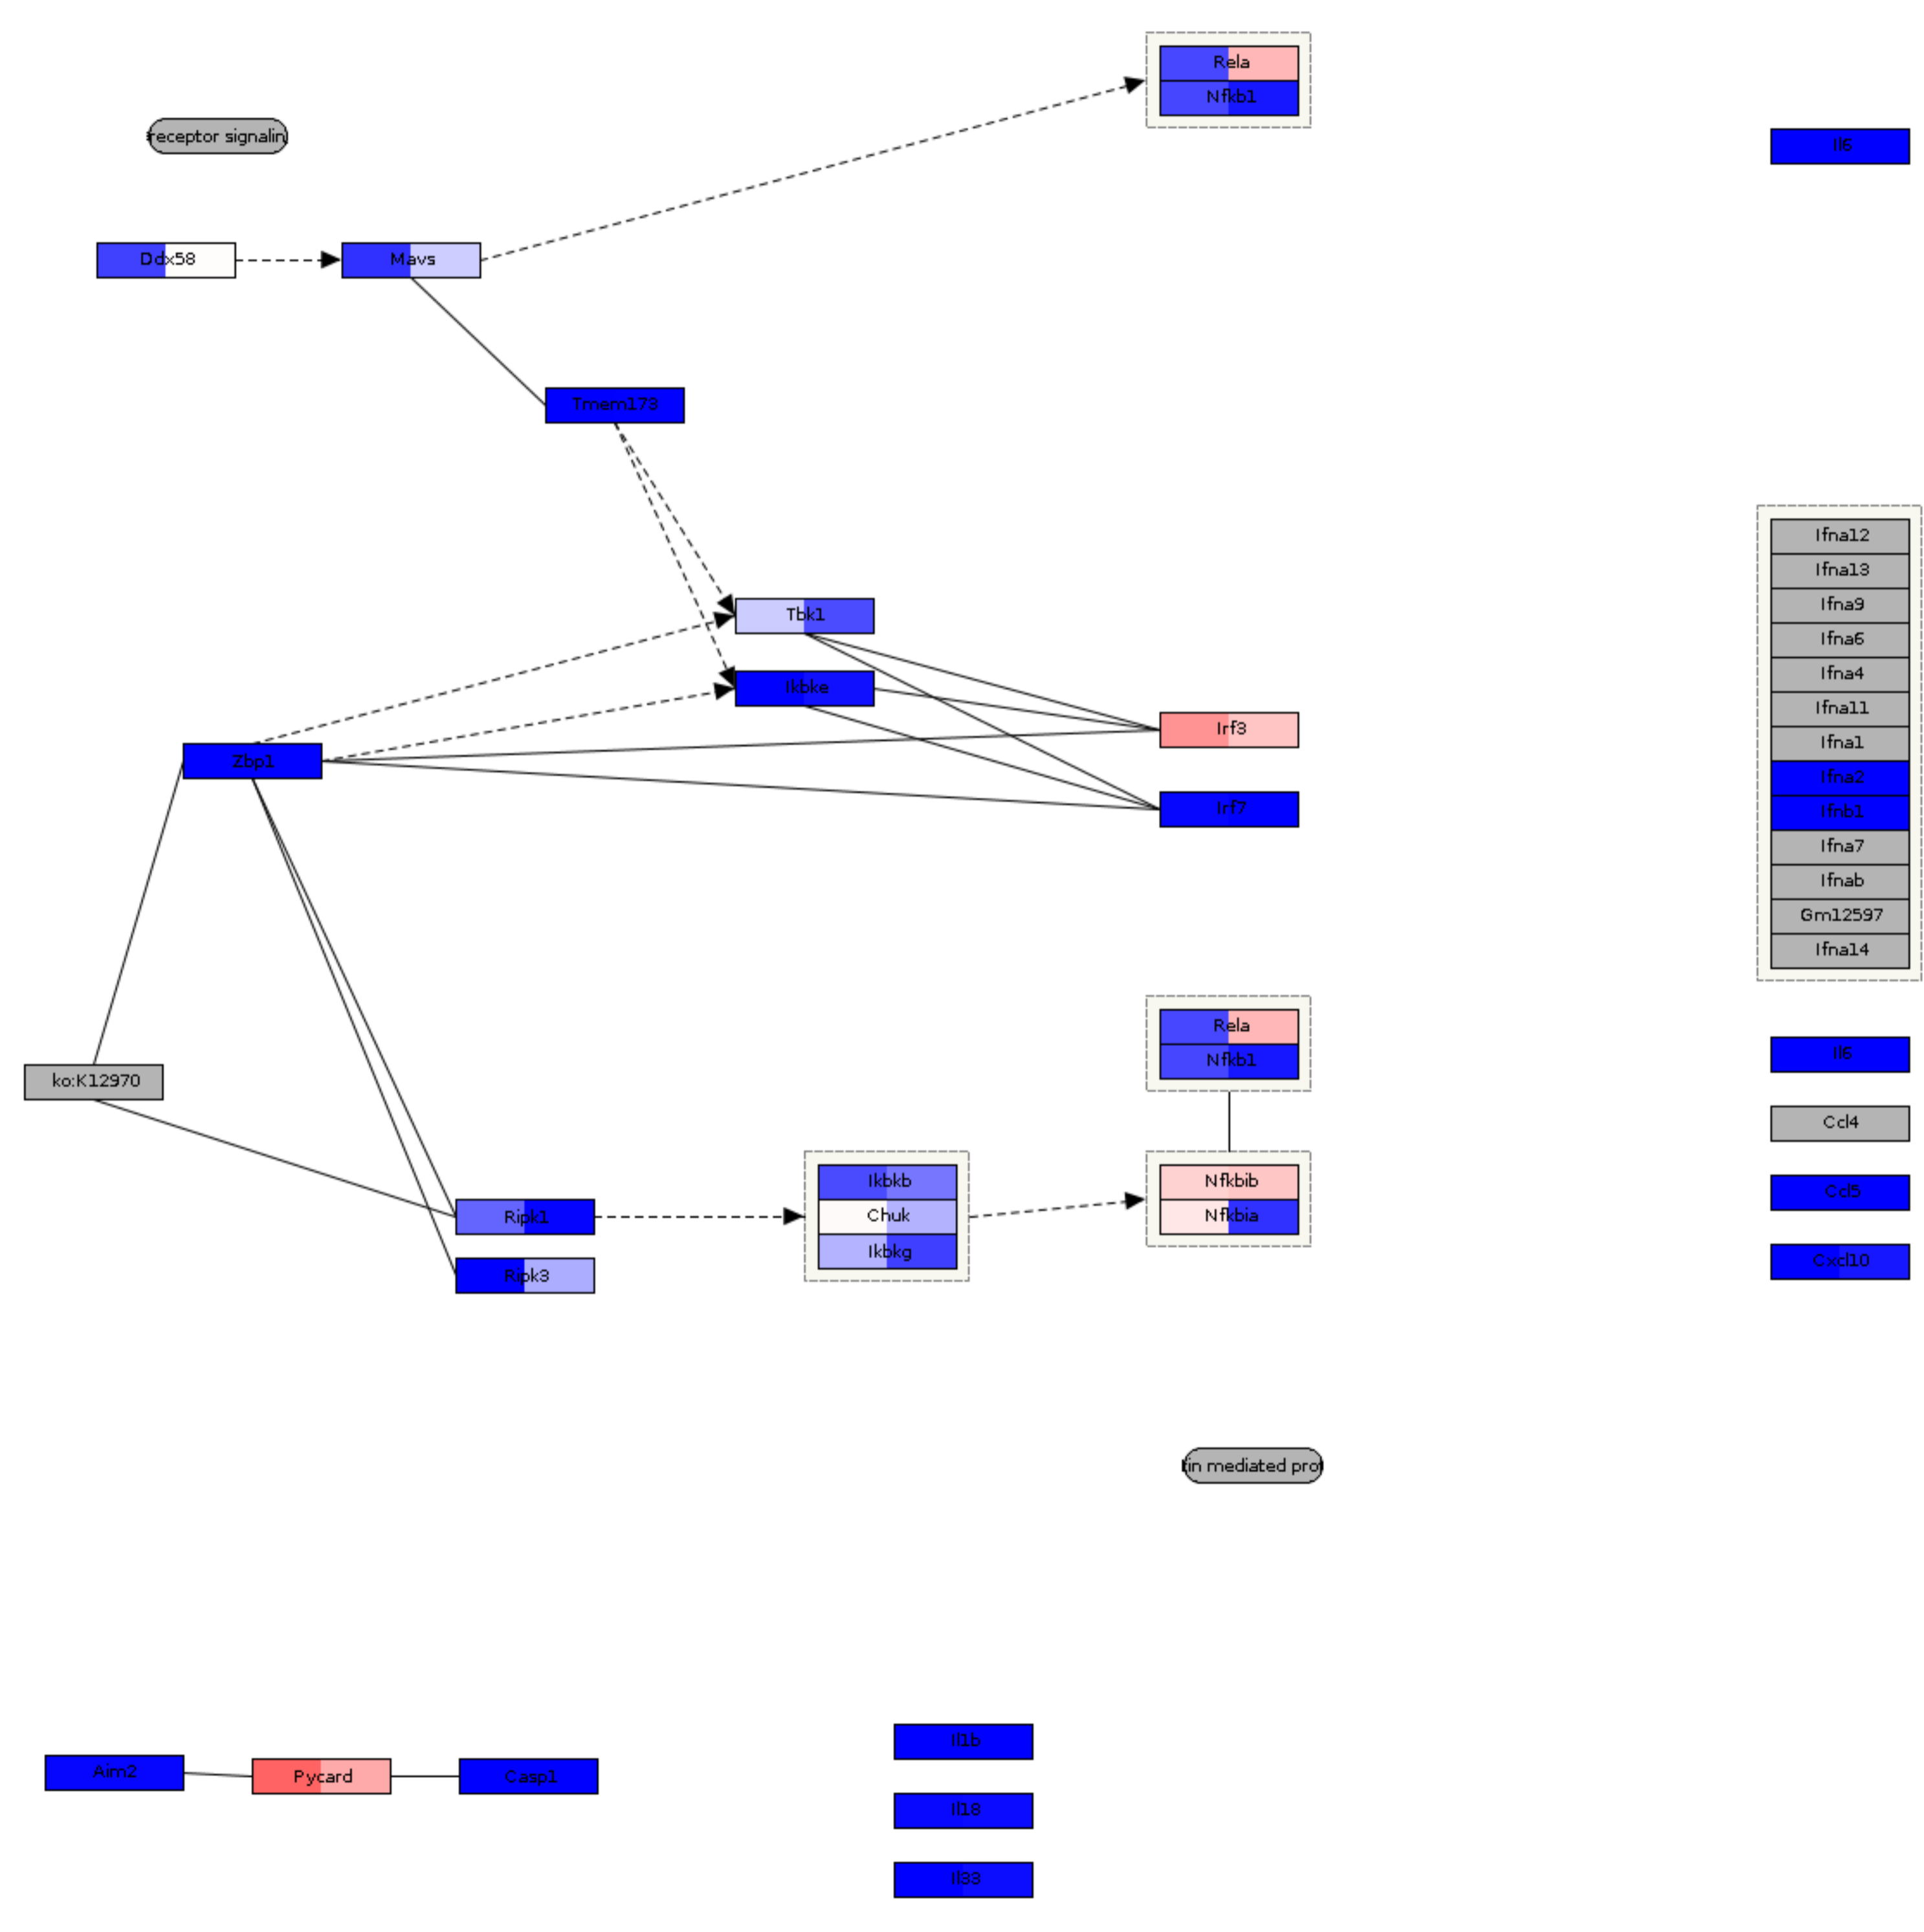 Rela
Nfkb1
receptor signalin
Il6
Ddx58
Mavs
Tmem173
Ifna12
Ifna13
Ifna9
Tbk1
Ifna6
Ifna4
Ikbke
Ifna11
Irf3
Ifna1
Zbp1
Ifna2
Irf7
Ifnb1
Ifna7
Ifnab
Gm12597
Ifna14
Rela
Nfkb1
Il6
ko:K12970
Ccl4
Ikbkb
Nfkbib
Ccl5
Ripk1
Chuk
Nfkbia
Ikbkg
Cxcl10
Ripk3
tin mediated prot
Il1b
Aim2
Pycard
Casp1
Il18
Il33